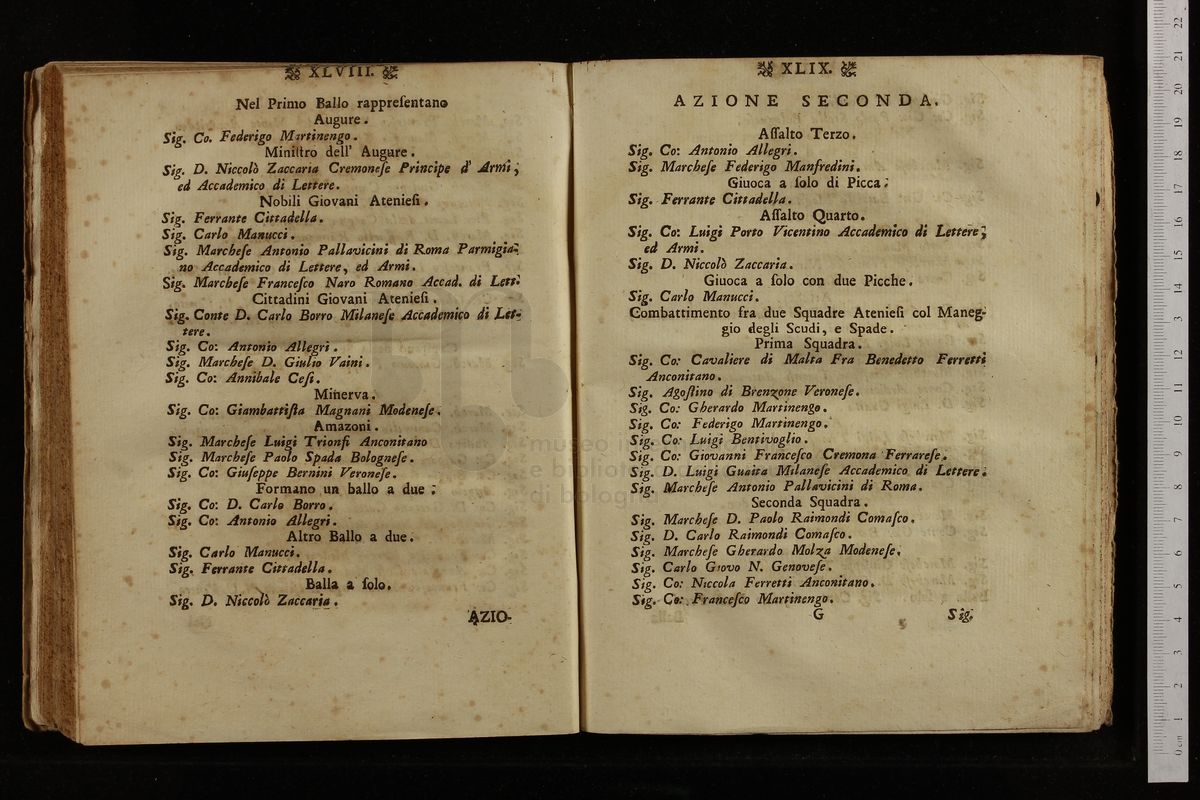 XLVIII.
Nel Primo Ballo rappreſentano
Augure.
Sig. Co. Federigo Martinengo.
Miniſtro dell' Augure.
Sig. D. Niccolò Zaccaria Cremoneſe Principe d' Armi,
ed Accademico di Lettere.
Nobili Giovani Atenieſi.
Sig. Ferrante Cittadella.
Sig. Carlo Manucci.
Sig. Marcheſe Antonio Pallavicini di Roma Parmigia-
no Accademico di Lettere, ed Armi.
Sig. Marcheſe Franceſco Naro Romano Accad. di Lett.
Cittadini Giovani Atenieſi.
Sig. Conte D. Carlo Borro Milaneſe Accademico di Let-
tere.
Sig. Co: Antonio Allegri.
Sig. Marcheſe D. Giulio Vaini.
Sig. Co: Annibale Ceſi.
Minerva.
Sig. Co: Giambattiſta Magnani Modeneſe.
Amazoni.
Sig. Marcheſe Luigi Trionfi Anconitano
Sig. Marcheſe Paolo Spada Bologneſe.
Sig. Co: Giuſeppe Bernini Veroneſe.
Formano un ballo a due.
Sig. Co: D. Carlo Borro.
Sig. Co: Antonio Allegri.
Altro Ballo a due.
Sig. Carlo Manucci.
Sig. Ferrante Cittadella.
Balla a ſolo.
Sig. D. Niccolò Zaccaria.
AZIO-
XLIX.
AZIONE SECONDA.
Aſſalto Terzo.
Sig. Co: Antonio Allegri.
Sig. Marcheſe Federigo Manfredini.
Giuoca a ſolo di Picca.
Sig. Ferrante Cittadella.
Aſſalto Quarto.
Sig. Co: Luigi Porto Vicentino Accademico di Lettere,
ed Armi.
Sig. D. Niccolò Zaccaria.
Giuoca a ſolo con due Picche.
Sig. Carlo Manucci.
Combattimento fra due Squadre Atenieſi col Maneg-
gio degli Scudi, e Spade.
Prima Squadra.
Sig. Co: Cavaliere di Malta Fra Benedetto Ferretti
Anconitano.
Sig. Agoſtino di Brenzone Veroneſe.
Sig. Co: Gherardo Martinengo.
Sig. Co: Federigo Martinengo.
Sig. Co: Luigi Bentivoglio.
Sig. Co: Giovanni Franceſco Cremona Ferrareſe.
Sig. D. Luigi Guaita Milaneſe Accademico di Lettere.
Sig. Marcheſe Antonio Pallavicini di Roma.
Seconda Squadra.
Sig. Marcheſe D. Paolo Raimondi Comaſco.
Sig. D. Carlo Raimondi Comaſco.
Sig. Marcheſe Gherardo Molza Modeneſe.
Sig. Carlo Giovo N. Genoveſe.
Sig. Co: Niccola Ferretti Anconitano.
Sig. Co: Franceſco Martinengo.
G
Sig.